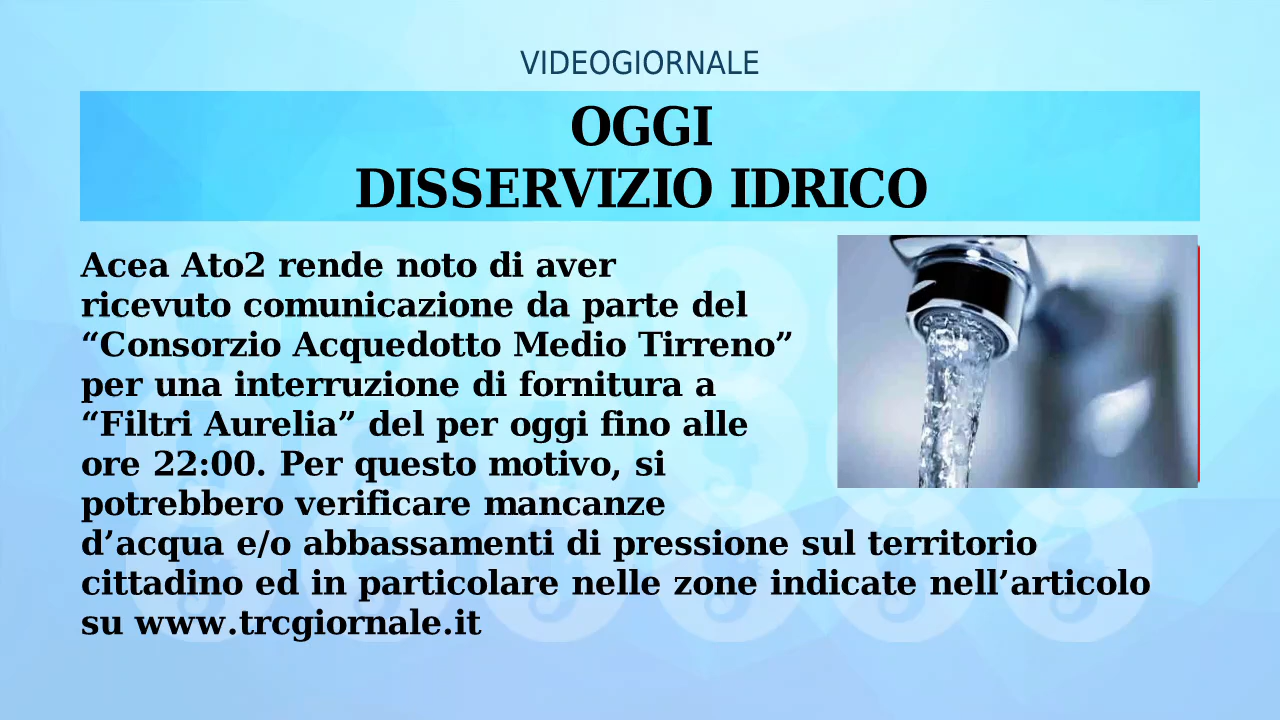 VIDEOGIORNALE
OGGI
DISSERVIZIO IDRICO
Acea Ato2 rende noto di aver
ricevuto comunicazione da parte del
“Consorzio Acquedotto Medio Tirreno”
per una interruzione di fornitura a
“Filtri Aurelia” del per oggi fino alle
ore 22:00. Per questo motivo, si
potrebbero verificare mancanze
d’acqua e/o abbassamenti di pressione sul territorio
cittadino ed in particolare nelle zone indicate nell’articolo
su www.trcgiornale.it